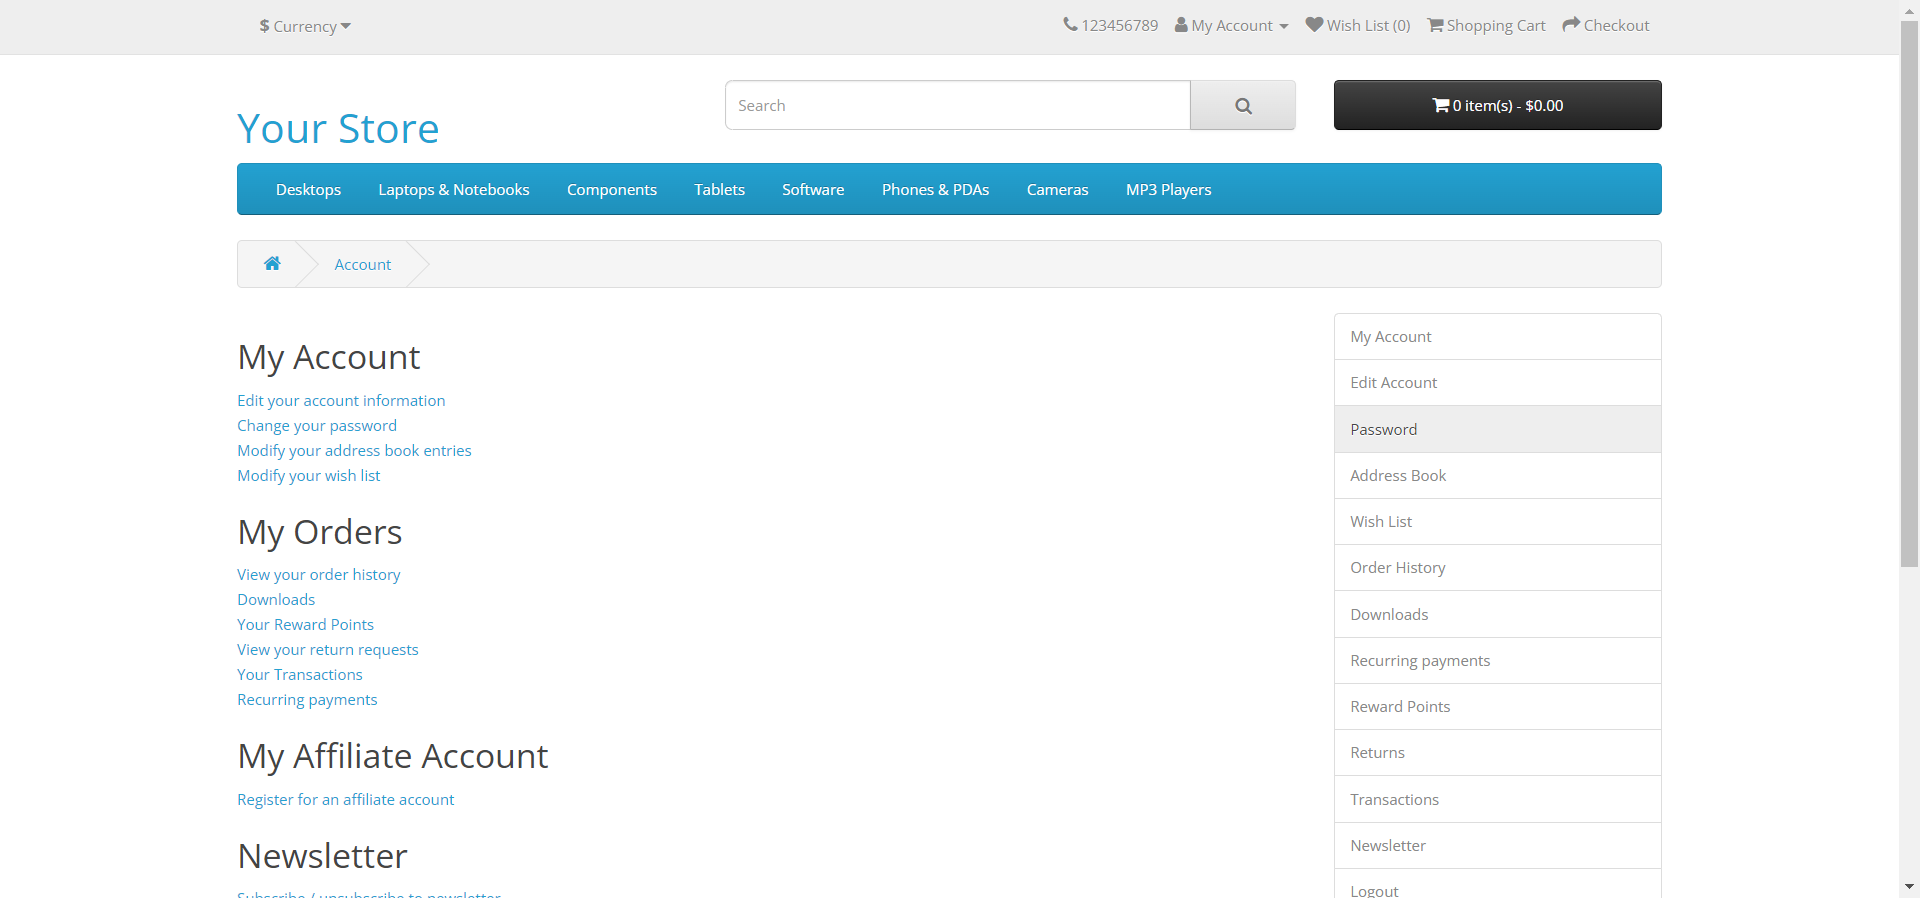 $ Currency
123456789 My Account Wish List (0) Shopping Cart Checkout
Your Store
Search
0 item(s) - $0.00
Desktops Laptops & Notebooks Components Tablets Software Phones & PDAs Cameras MP3 Players
Account
My Account
Edit your account information
Change your password
Modify your address book entries
Modify your wish list
My Orders
View your order history
Downloads
Your Reward Points
View your return requests
Your Transactions
Recurring payments
My Affiliate Account
Register for an affiliate account
Newsletter
Subscribe / unsubscribe to newsletter
My Account
Edit Account
Password
Address Book
Wish List
Order History
Downloads
Recurring payments
Reward Points
Returns
Transactions
Newsletter
Logout